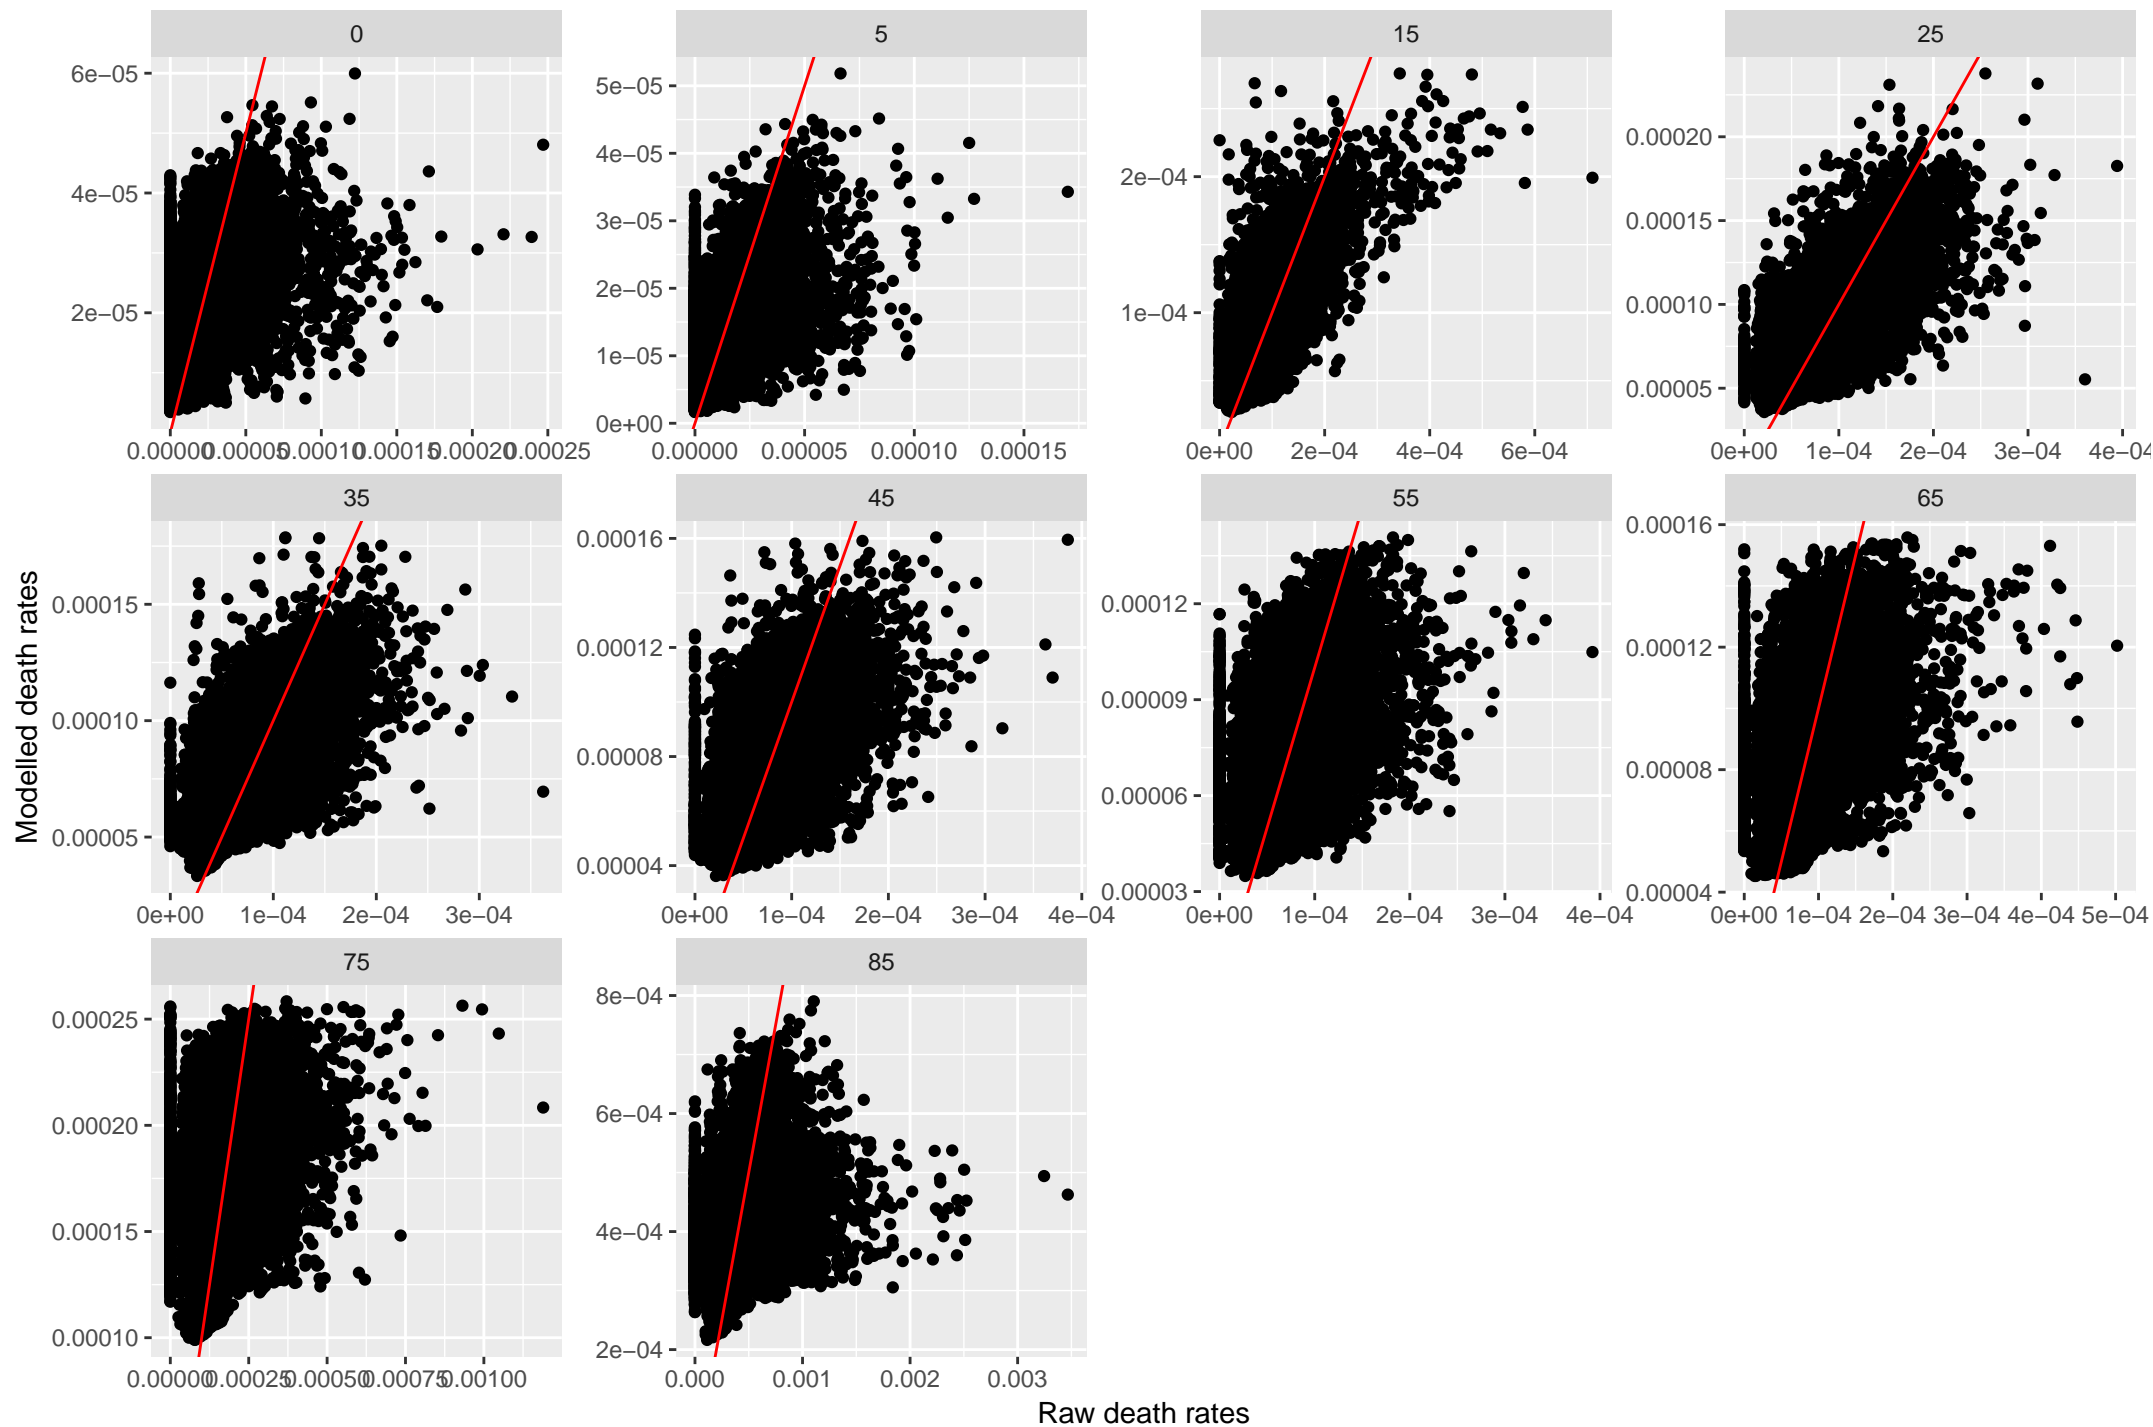 0 5 15 25
6e−05
4e−05
2e−05
5e−05
4e−05
3e−05
2e−05
1e−05
0e+00
2e−04
1e−04
0.00020
0.00015
0.00010
0.00005
0.00000 0.00005 0.00010 0.00015 0.00020 0.00025
0.00000 0.00005 0.00010 0.00015
0e+00 2e−04 4e−04 6e−04
0e+00 1e−04 2e−04 3e−04 4e−04
35 45 55 65
0.00015
0.00010
0.00005
0.00016
0.00012
0.00008
0.00004
0.00012
0.00009
0.00006
0.00003
0.00016
0.00012
0.00008
0.00004
0e+00 1e−04 2e−04 3e−04
0e+00 1e−04 2e−04 3e−04 4e−04
0e+00 1e−04 2e−04 3e−04 4e−04
0e+00 1e−04 2e−04 3e−04 4e−04 5e−04
75 85
0.00025
0.00020
0.00015
0.00010
8e−04
6e−04
4e−04
2e−04
0.00000 0.00025 0.00050 0.00075 0.00100
0.000 0.001 0.002 0.003
Modelled death rates
Raw death rates